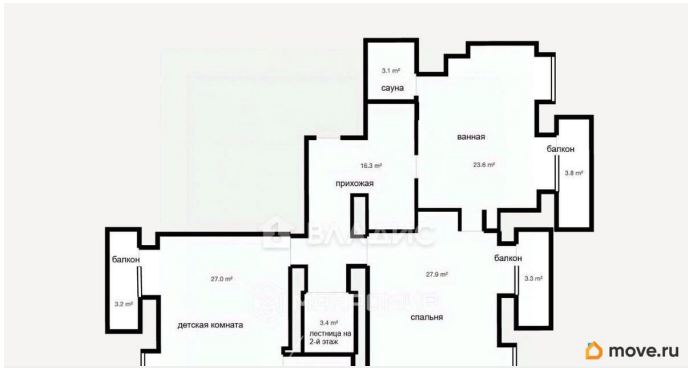 3.1 m²
сауна
ванная
23.6 m²
балкон
3.8 m²
16.3 m²
прихожая
ВЛАДИС
балкон
3.2 m²
27.0 m²
детская комната
3.4 m²
лестница на
2-й этаж
27.9 m²
спальня
балкон
3.3 m²
move.ru